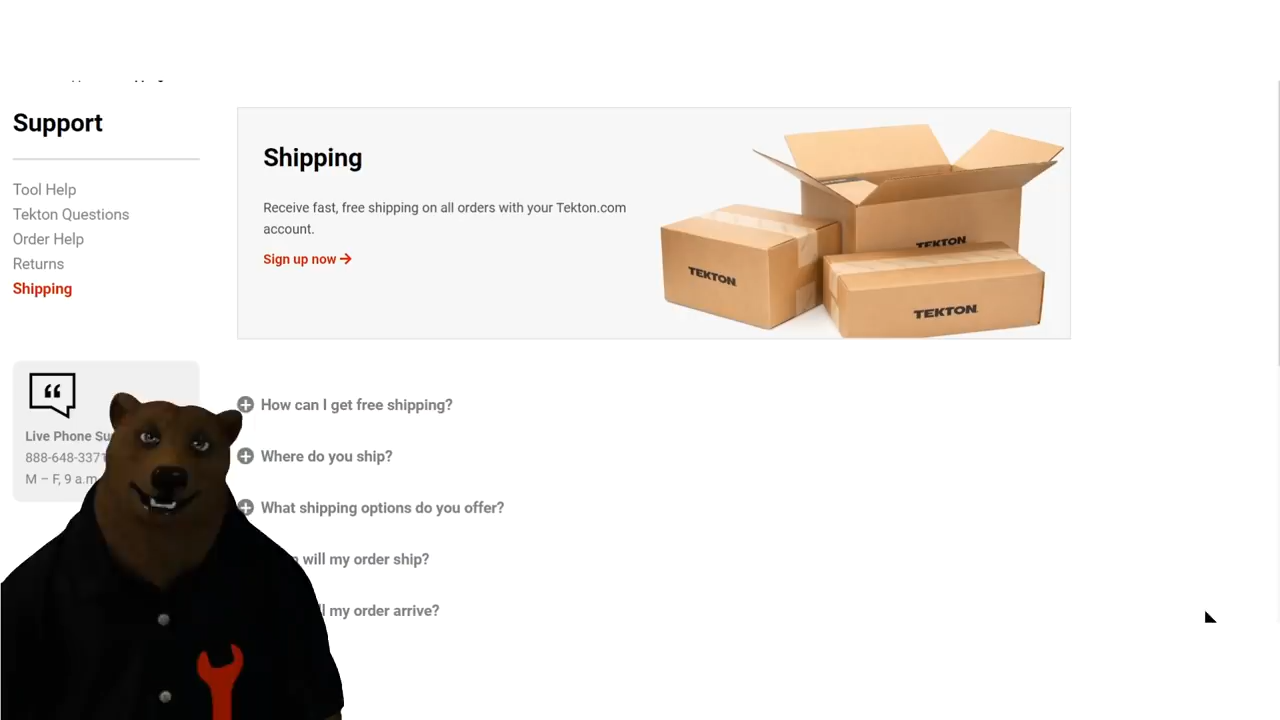 Support
Tool Help
Tekton Questions
Order Help
Returns
Shipping
Live Phone
888-648-3371
M – F, 9 a.m.
Shipping
Receive fast, free shipping on all orders with your Tekton.com
account.
Sign up now
TEKTON
TEKTON
TEKTON
How can I get free shipping?
Where do you ship?
What shipping options do you offer?
will my order ship?
my order arrive?